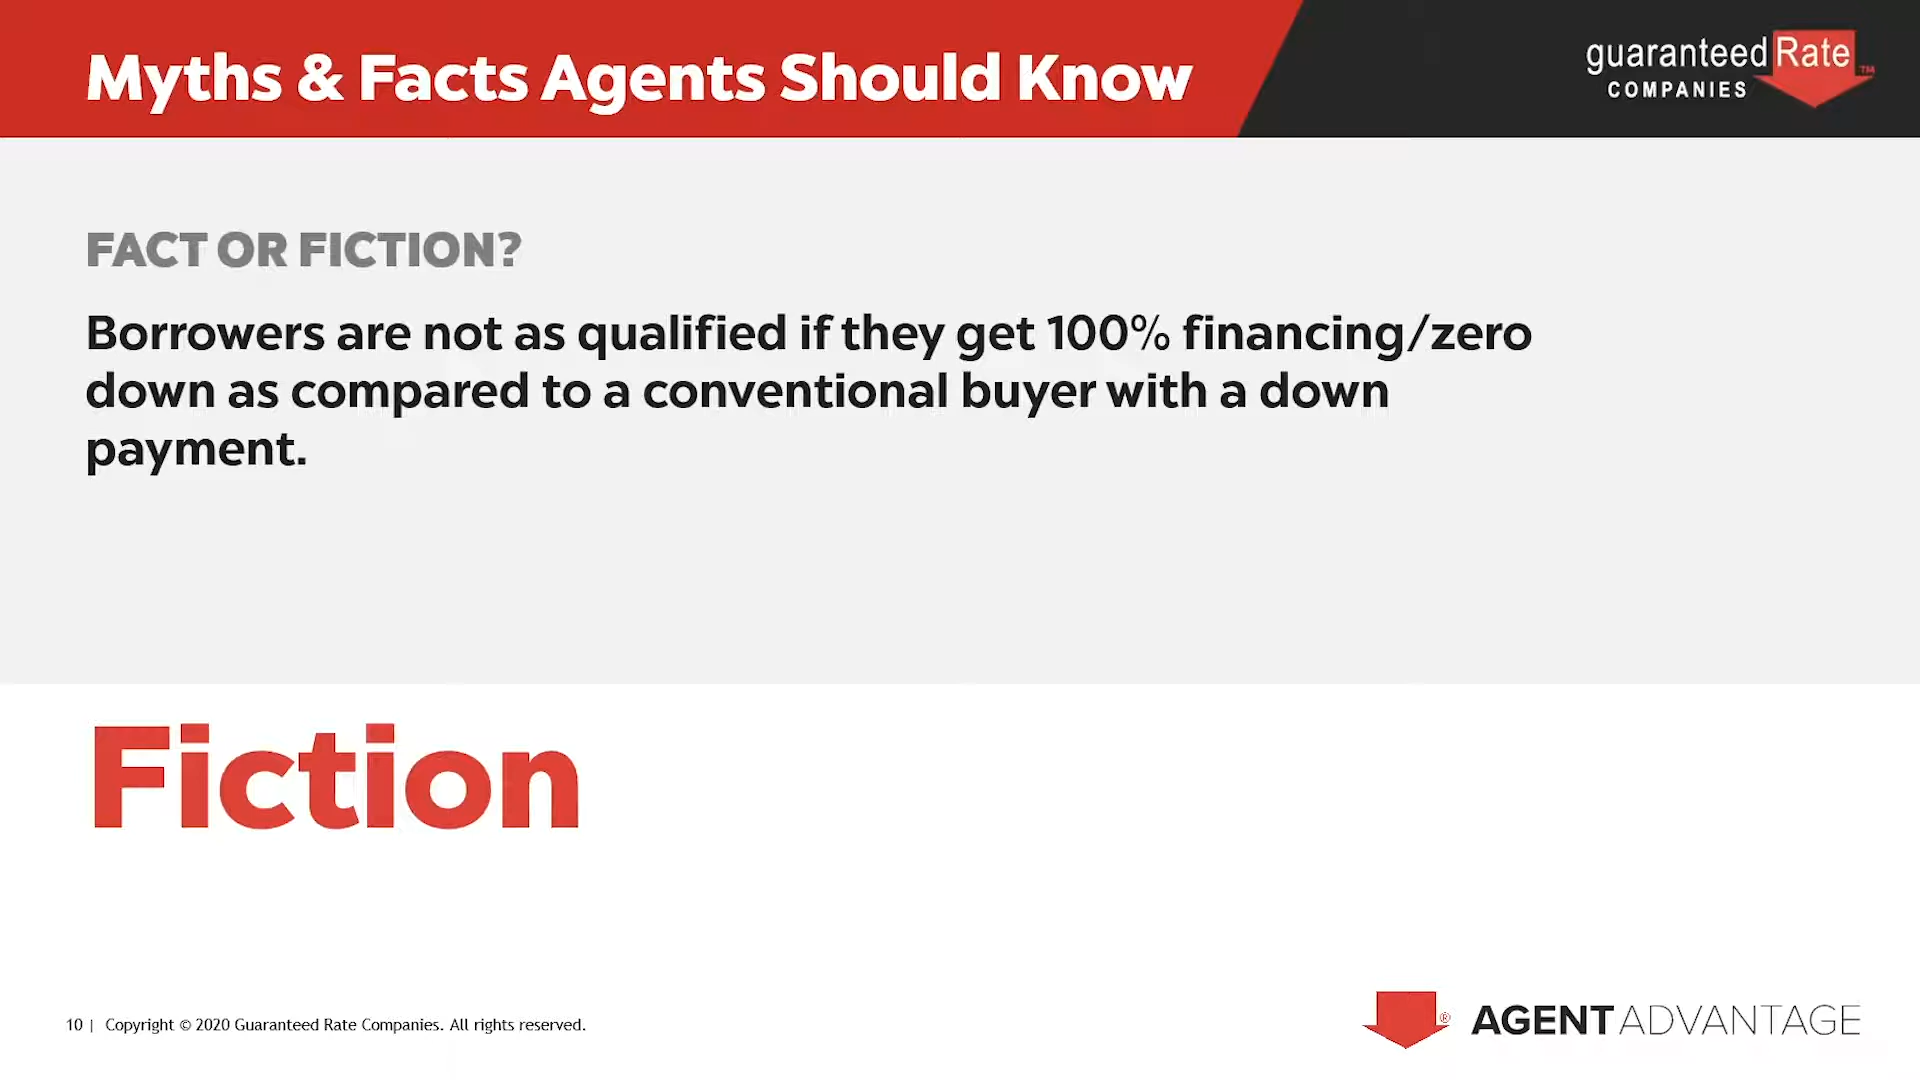 Myths & Facts Agents Should Know
guaranteed Rate ™
COMPANIES
FACT OR FICTION?
Borrowers are not as qualified if they get 100% financing/zero
down as compared to a conventional buyer with a down
payment.
Fiction
10 | Copyright © 2020 Guaranteed Rate Companies. All rights reserved.
® AGENTADVANTAGE